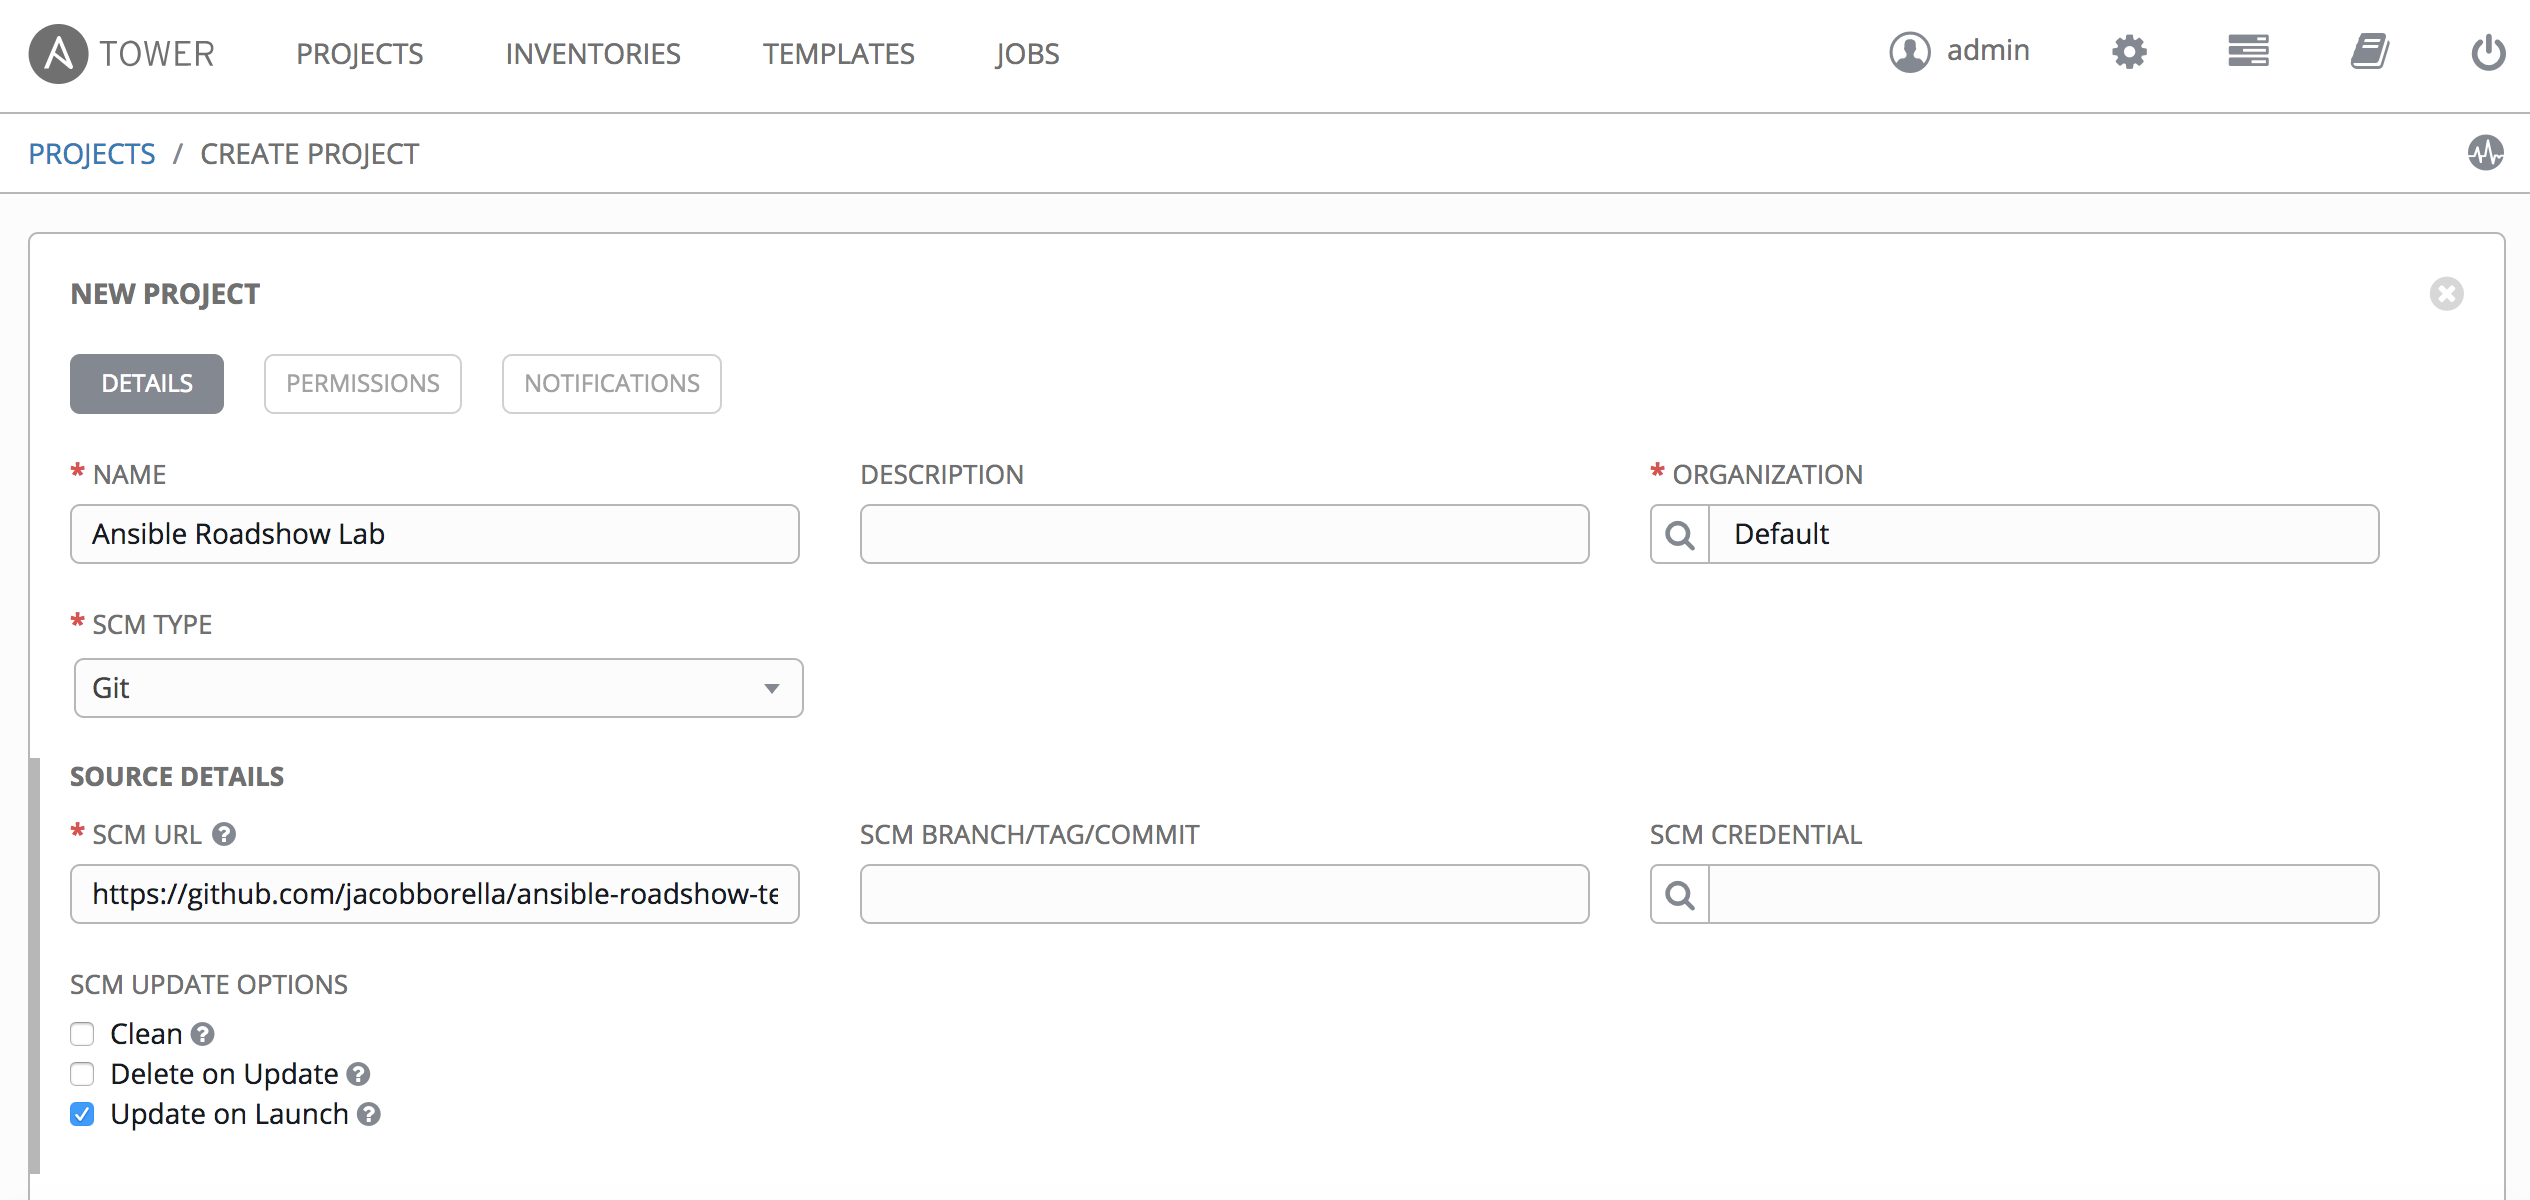 TOWER PROJECTS INVENTORIES TEMPLATES JOBS admin
PROJECTS / CREATE PROJECT
NEW PROJECT
DETAILS PERMISSIONS NOTIFICATIONS
* NAME DESCRIPTION * ORGANIZATION
Ansible Roadshow Lab Default
* SCM TYPE
Git
SOURCE DETAILS
* SCM URL ? SCM BRANCH/TAG/COMMIT SCM CREDENTIAL
https://github.com/jacobborella/ansible-roadshow-te
SCM UPDATE OPTIONS
Clean ?
Delete on Update ?
Update on Launch ?